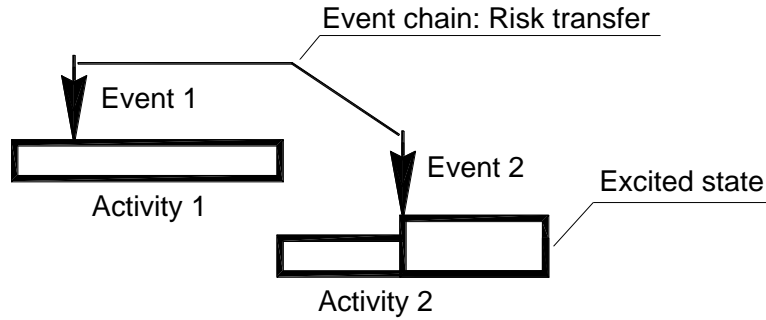 Event chain: Risk transfer
Event 1
Event 2
Excited state
Activity 1
Activity 2